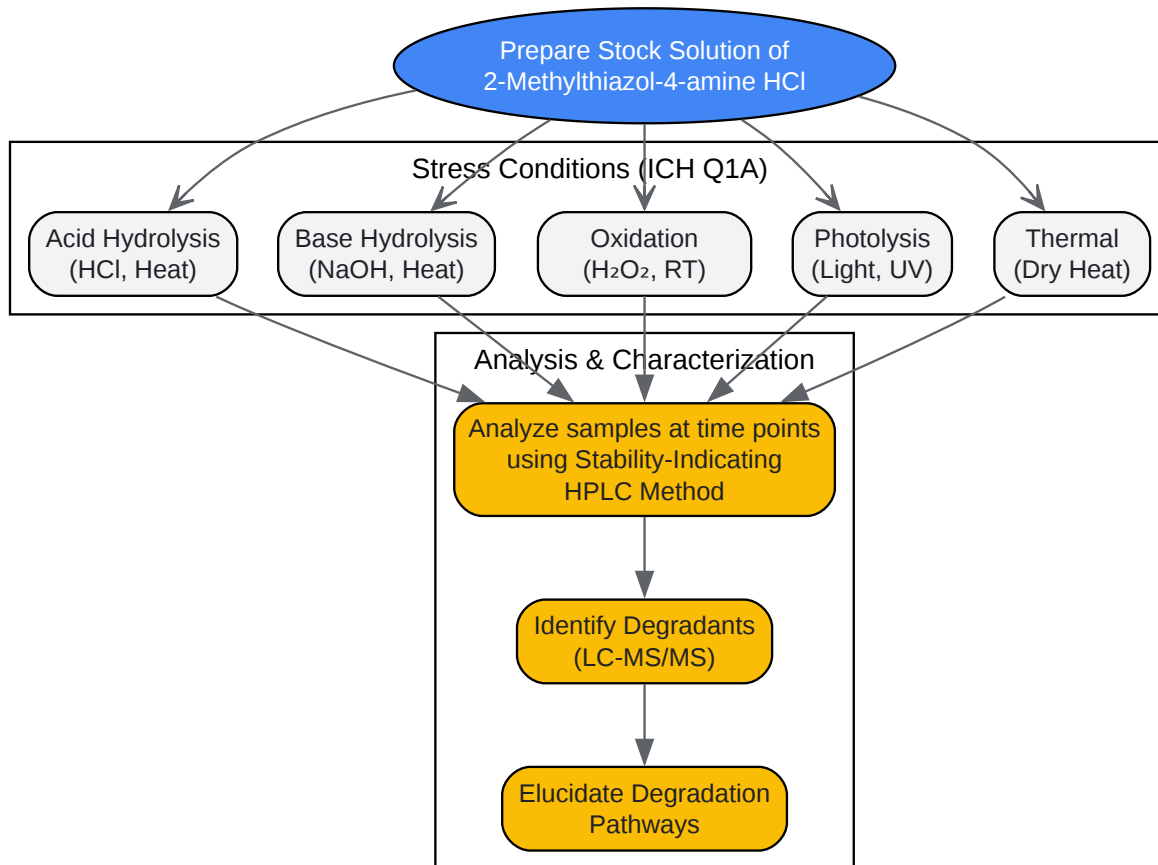 Prepare Stock Solution of
2-Methylthiazol-4-amine HCl
Stress Conditions (ICH Q1A)
Acid Hydrolysis
(HCl, Heat)
Base Hydrolysis
(NaOH, Heat)
Oxidation
(H₂O₂, RT)
Photolysis
(Light, UV)
Thermal
(Dry Heat)
Analysis & Characterization
Analyze samples at time points
using Stability-Indicating
HPLC Method
Identify Degradants
(LC-MS/MS)
Elucidate Degradation
Pathways